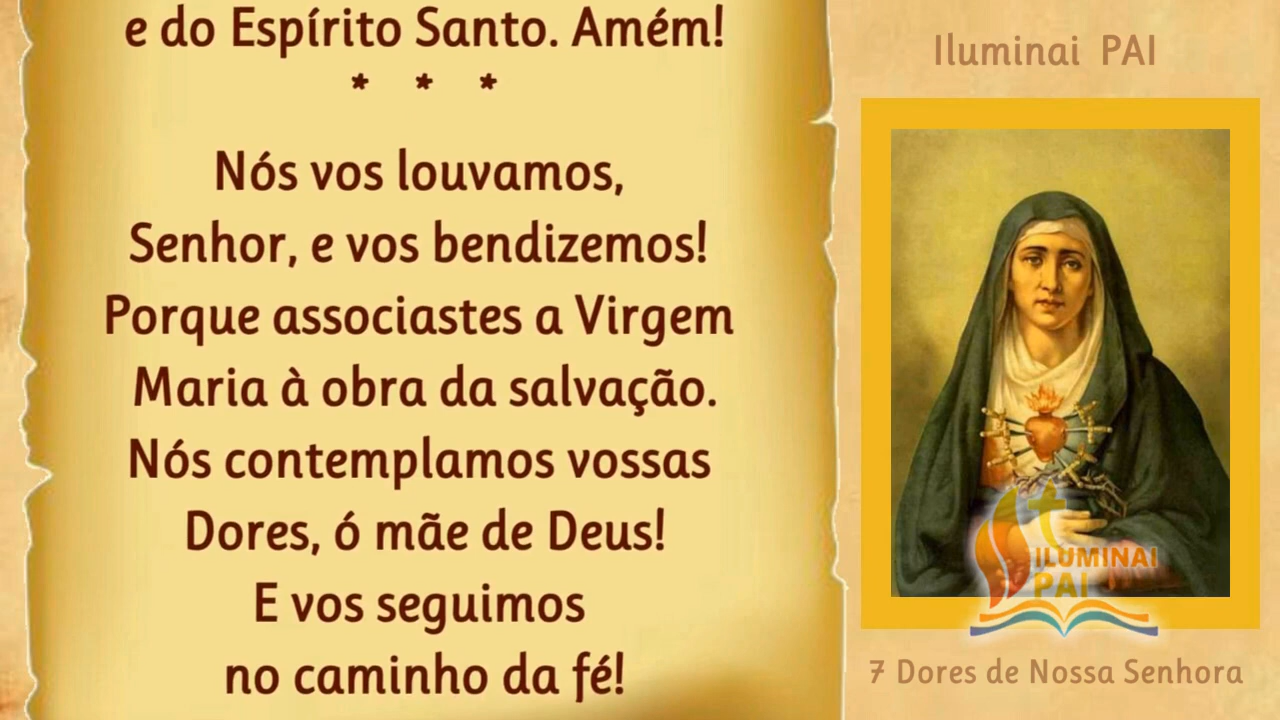 e do Espírito Santo. Amém!
* * *
Nós vos louvamos,
Senhor, e vos bendizemos!
Porque associastes a Virgem
Maria à obra da salvação.
Nós contemplamos vossas
Dores, ó mãe de Deus!
E vos seguimos
no caminho da fé!
Iluminai PAI
ILUMINAI
PAI
7 Dores de Nossa Senhora